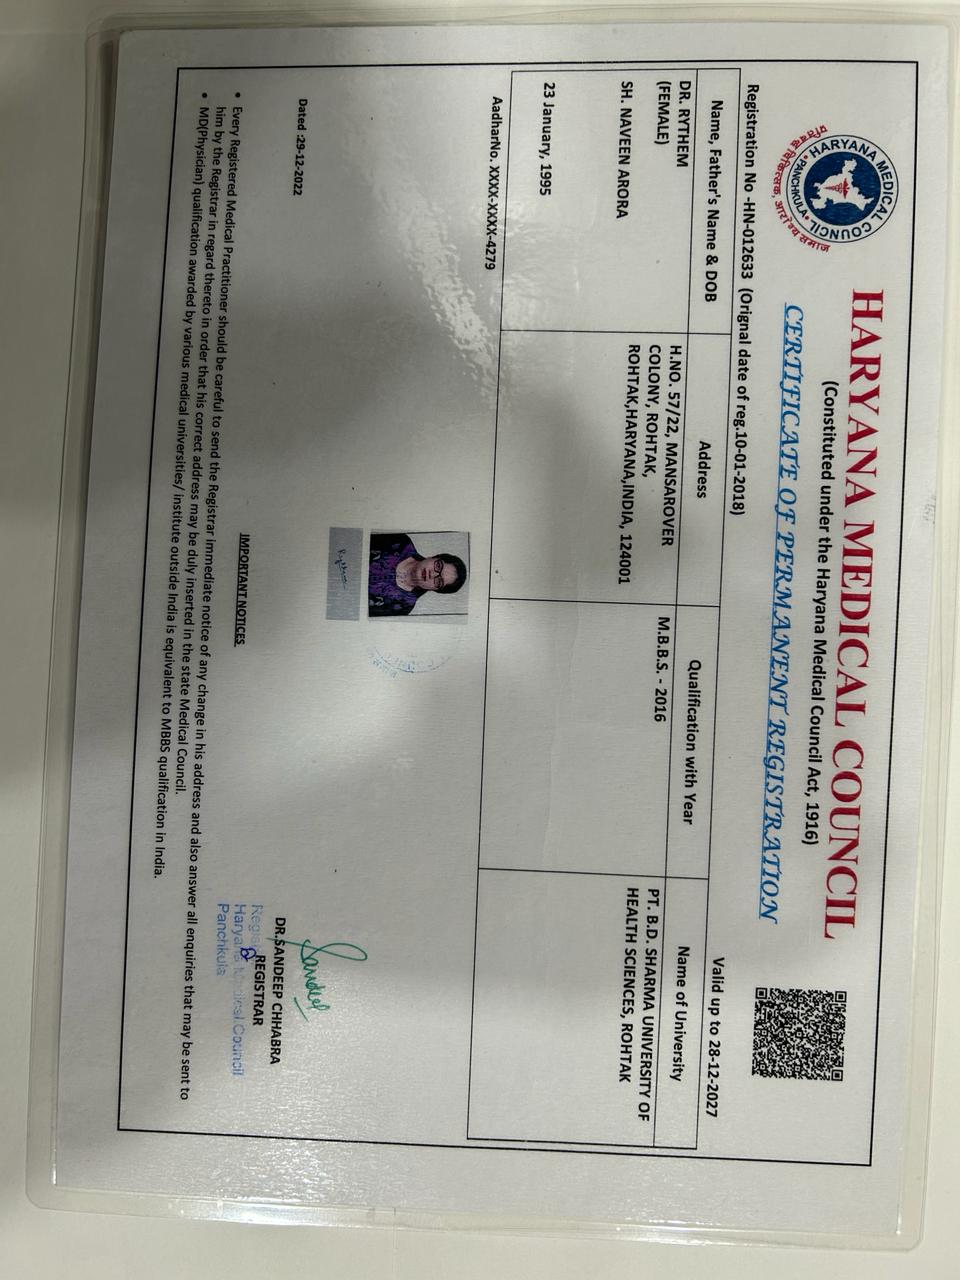 HARYANA MEDICAL COUNCIL
PANCHKULA
HARYANA MEDICAL COUNCIL
(Constituted under the Haryana Medical Council Act, 1916)
CERTIFICATE OF PERMANENT REGISTRATION
Registration No -HN-012633 (Orignal date of reg.10-01-2018)
Valid up to 28-12-2027
Name, Father's Name & DOB
Address
Qualification with Year
Name of University
DR. RYTHEM
(FEMALE)
SH. NAVEEN ARORA
23 January, 1995
H.NO. 57/22, MANSAROVER
COLONY, ROHTAK,
ROHTAK,HARYANA,INDIA, 124001
M.B.B.S. - 2016
PT. B.D. SHARMA UNIVERSITY OF
HEALTH SCIENCES, ROHTAK
AadharNo. XXXX-XXXX-4279
Rythem
Sandeep
Dated :29-12-2022
DR.SANDEEP CHHABRA
REGISTRAR
Haryana Medical Council
Panchkula
IMPORTANT NOTICES
• Every Registered Medical Practitioner should be careful to send the Registrar immediate notice of any change in his address and also answer all enquiries that may be sent to
him by the Registrar in regard thereto in order that his correct address may be duly inserted in the state Medical Council.
• MD(Physician) qualification awarded by various medical universities/ institute outside India is equivalent to MBBS qualification in India.